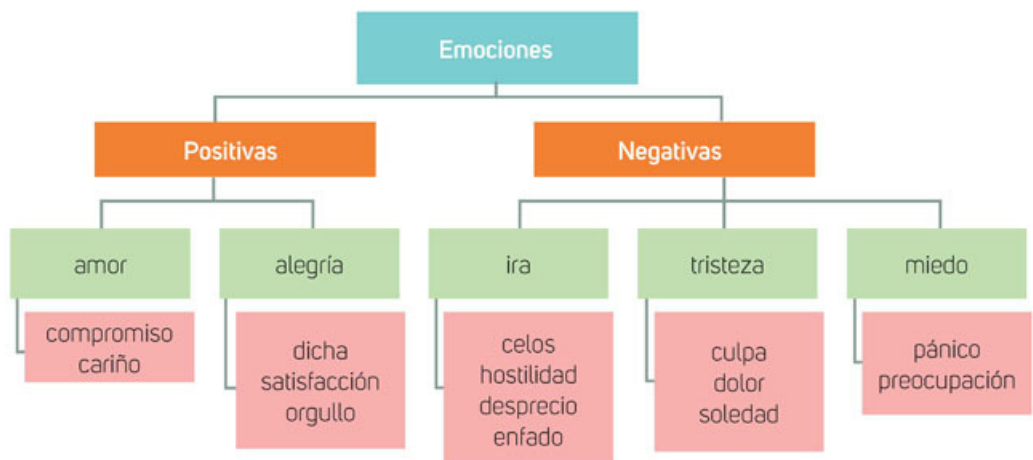 Emociones
Positivas
Negativas
amor
alegría
ira
tristeza
miedo
compromiso
cariño
dicha
satisfacción
orgullo
celos
hostilidad
desprecio
enfado
culpa
dolor
soledad
pánico
preocupación